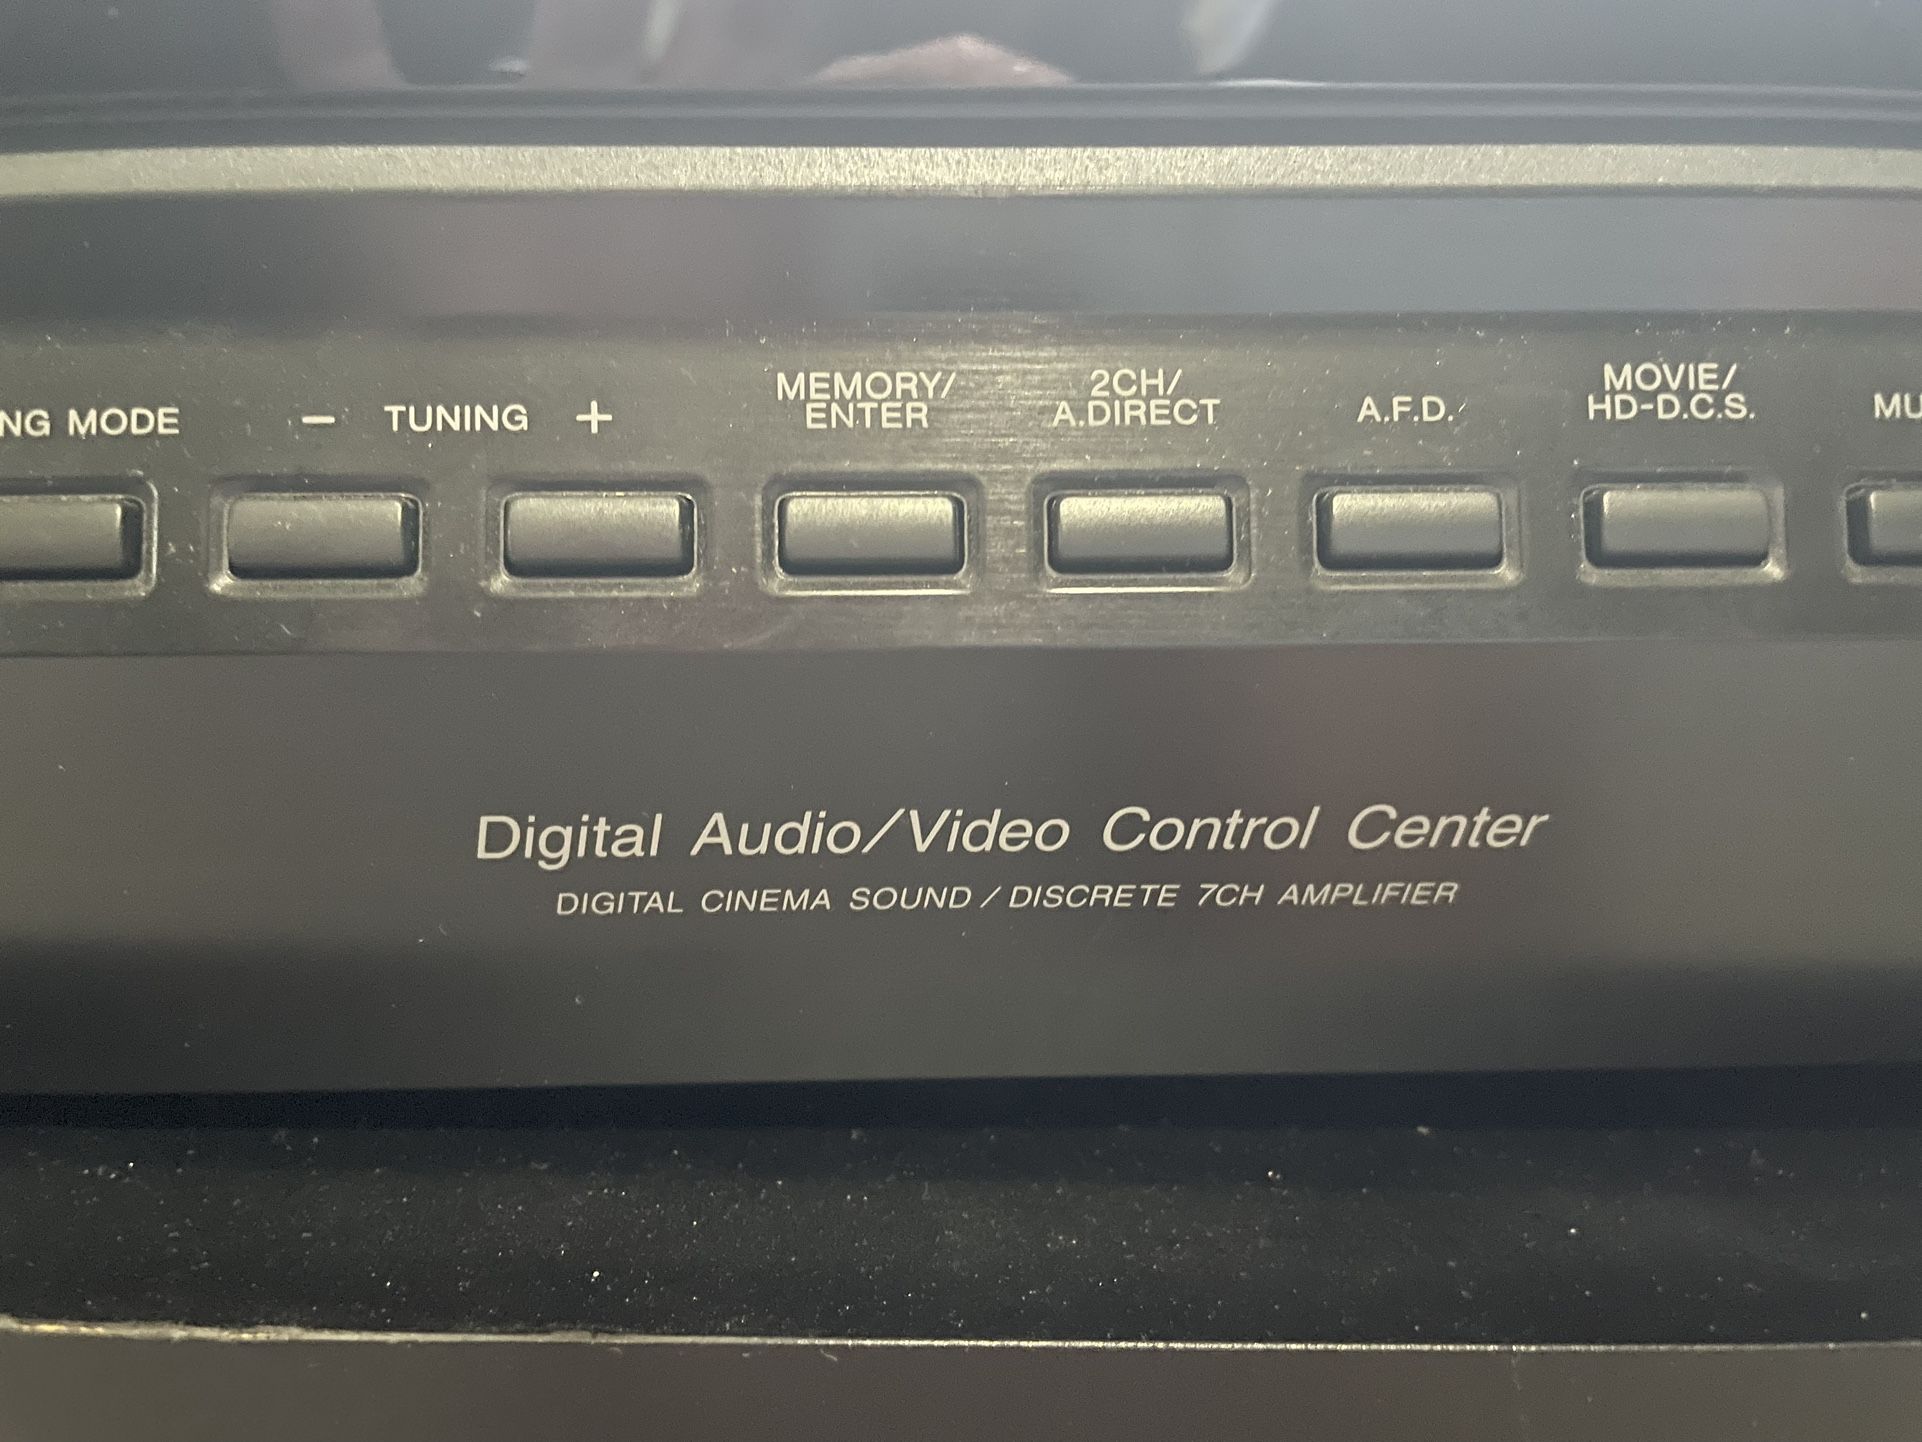 NG MODE
– TUNING +
MEMORY/
ENTER
2CH/
A.DIRECT
A.F.D.
MOVIE/
HD-D.C.S.
MU
Digital Audio/Video Control Center
DIGITAL CINEMA SOUND / DISCRETE 7CH AMPLIFIER